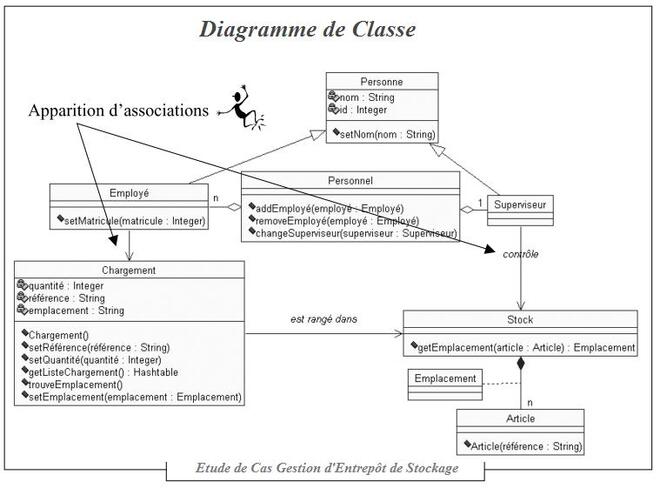 Diagramme de Classe
Personne
nom : String
id : Integer
setNom(nom : String)
Apparition d'associations
Employé
setMatricule(matricule : Integer)
n
Personnel
addEmployé(employé : Employé)
removeEmployé(employé : Employé)
changeSuperviseur(superviseur : Superviseur)
1
Superviseur
contrôle
Chargement
quantité : Integer
référence : String
emplacement : String
Chargement()
setRéférence(référence : String)
setQuantité(quantité : Integer)
getListeChargement() : Hashtable
trouveEmplacement()
setEmplacement(emplacement : Emplacement)
est rangé dans
Stock
getEmplacement(article : Article) : Emplacement
Emplacement
n
Article
Article(référence : String)
Etude de Cas Gestion d'Entrepôt de Stockage